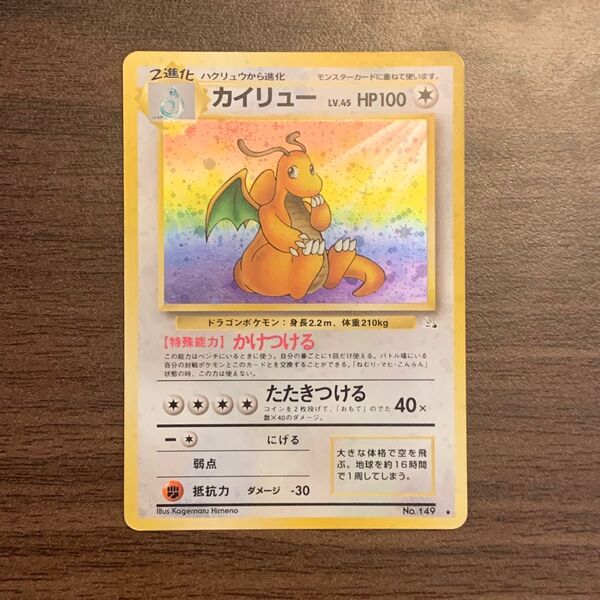 2進化 ハクリュウから進化 モンスターカードに重ねて使います。
カイリュー LV.45 HP100
ドラゴンポケモン：身長2.2m、体重210kg
【特殊能力】かけつける
この能力はベンチにいるときに使う。自分の番ごとに1回だけ使える。バトル場にいる
自分の対戦ポケモンとこのカードとを交換することができる。「ねむり・マヒ・こんらん」
状態の時、この力は使えない。
たたきつける 40×
コインを2枚投げて、「おもて」のでた
数×40のダメージ。
にげる
弱点
抵抗力 ダメージ -30
大きな体格で空を飛
ぶ。地球を約16時間
で1周してしまう。
Illus.Kagemaru Himeno No.149